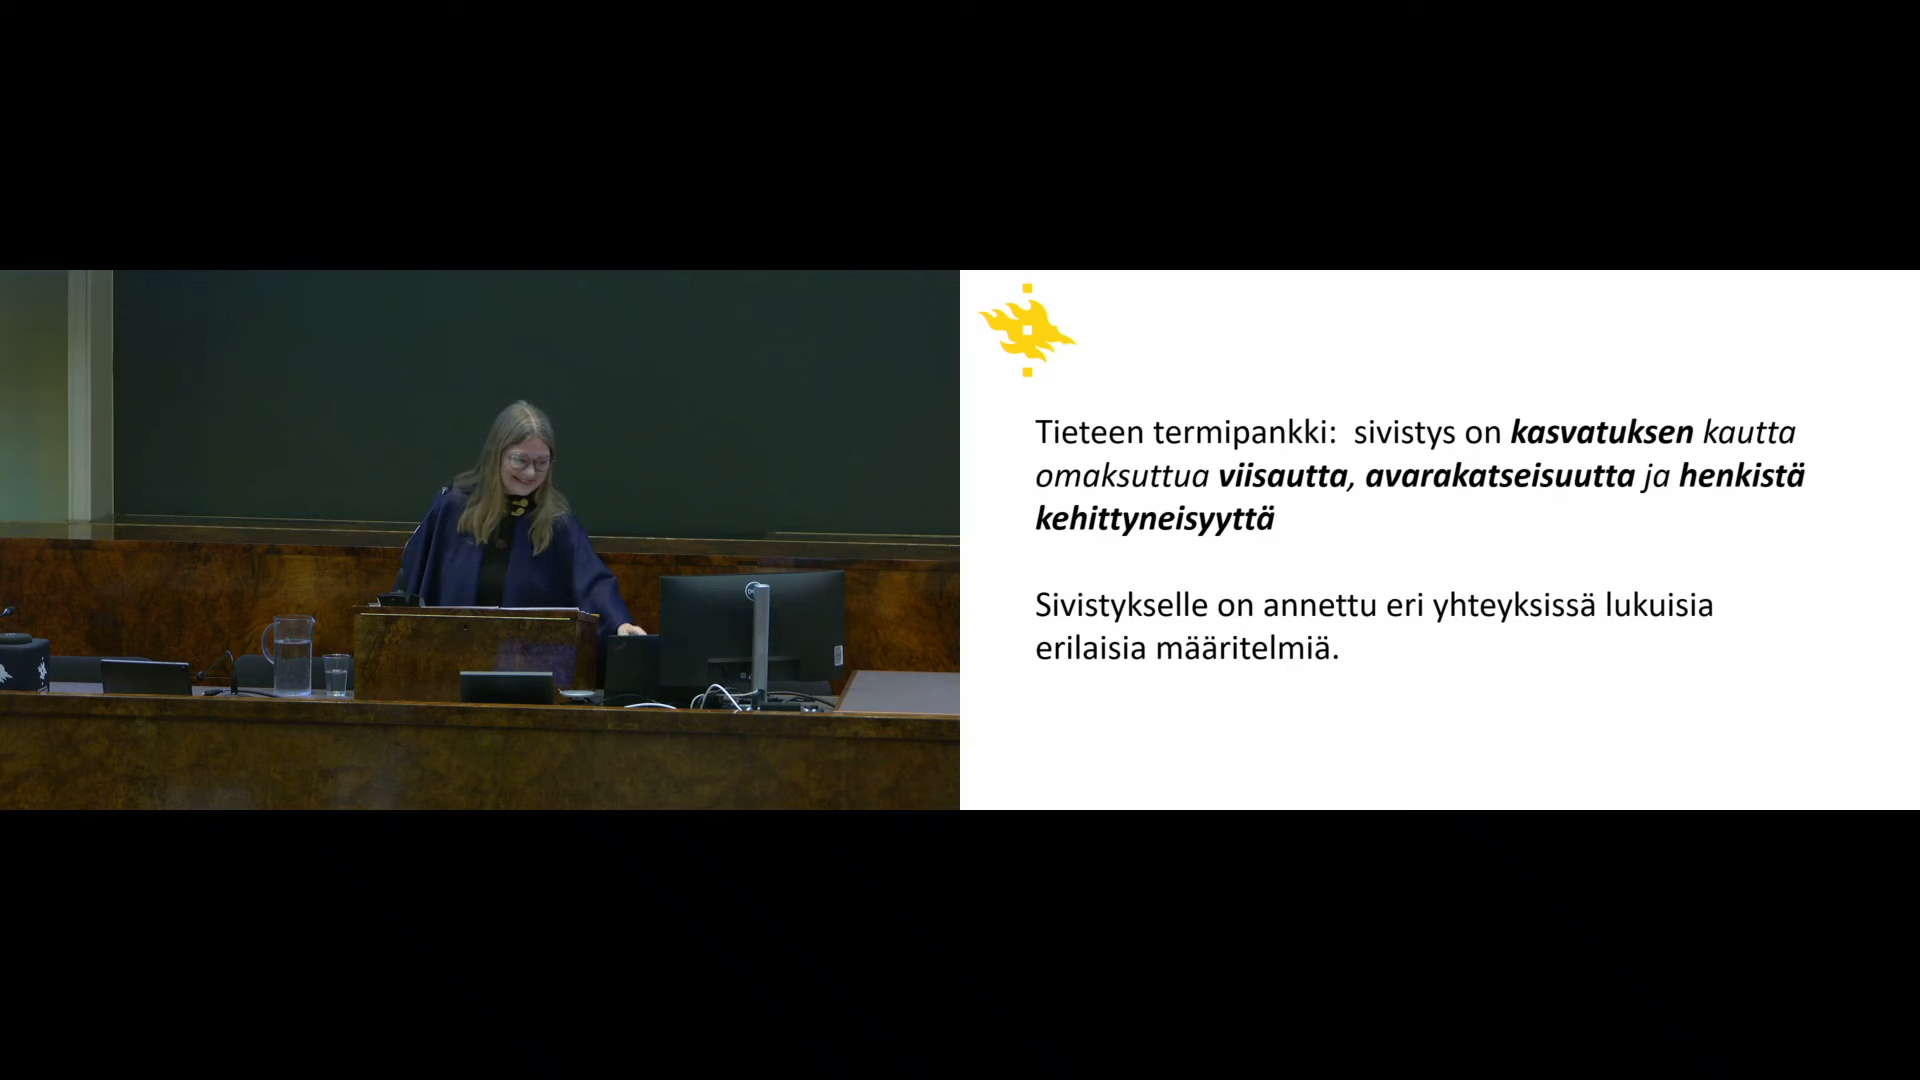 Tieteen termipankki:  sivistys on kasvatuksen kautta
omaksuttua viisautta, avarakatseisuutta ja henkistä
kehittyneisyyttä
Sivistykselle on annettu eri yhteyksissä lukuisia
erilaisia määritelmiä.